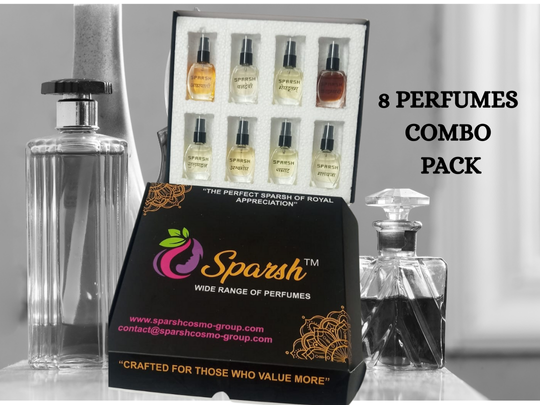 8 PERFUMES
COMBO
PACK
SPARSH
SPARSH
SPARSH
SPARSH
SPARSH
SPARSH
SPARSH
"THE PERFECT SPARSH OF ROYAL
APPRECIATION"
Sparsh™
WIDE RANGE OF PERFUMES
www.sparshcosmo-group.com
contact@sparshcosmo-group.com
"CRAFTED FOR THOSE WHO VALUE MORE"